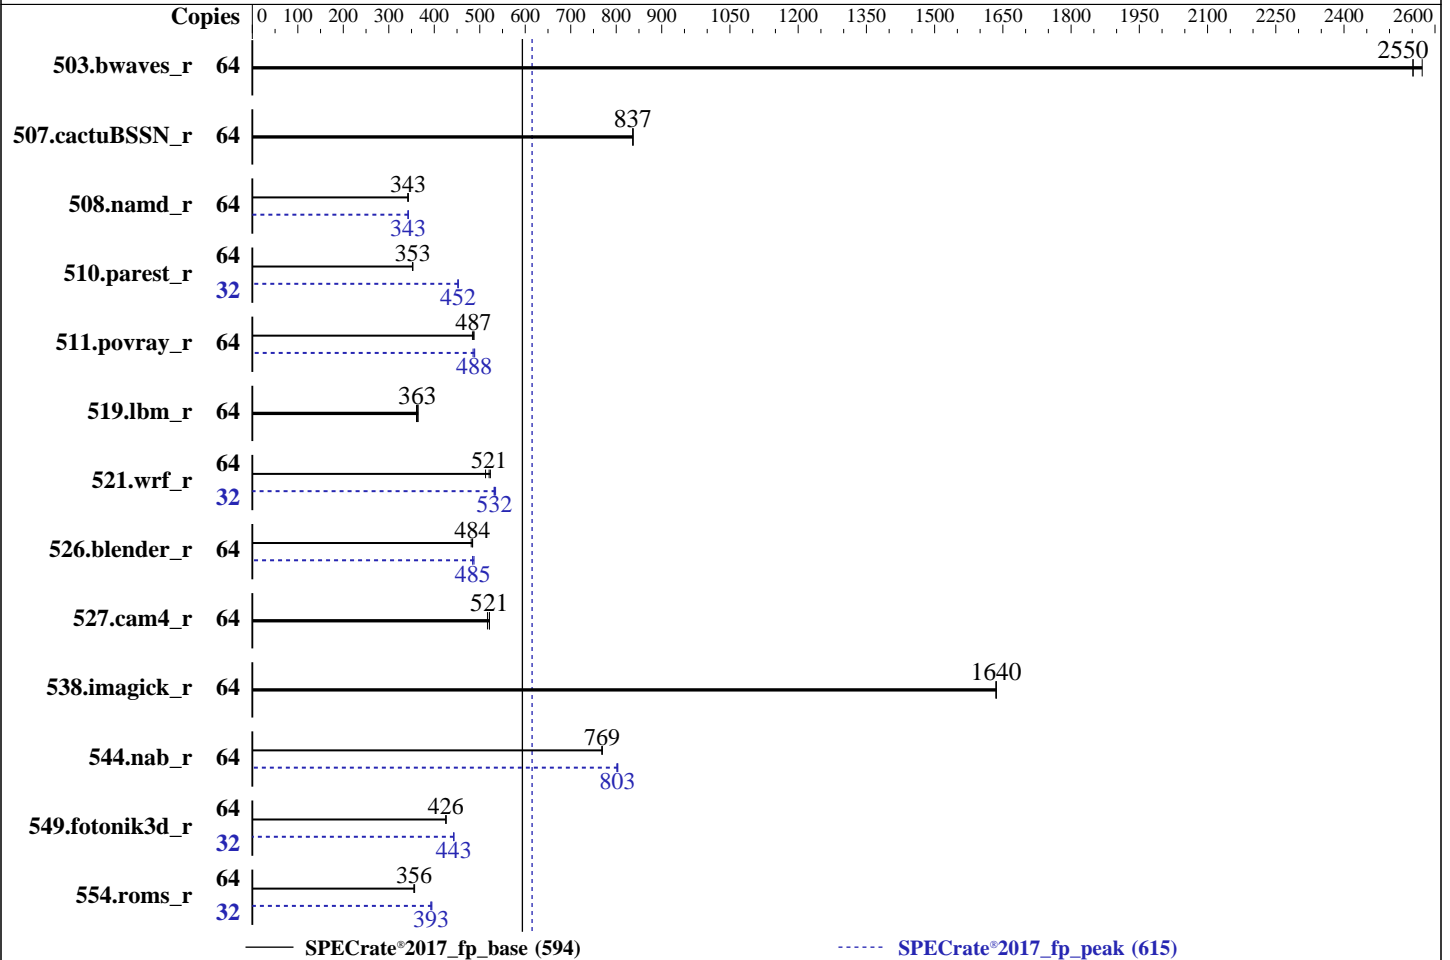 Copies 0 100 200 300 400 500 600 700 800 900 1050 1200 1350 1500 1650 1800 1950 2100 2250 2400 2600
503.bwaves_r 64 2550
507.cactuBSSN_r 64 837
508.namd_r 64 343
343
510.parest_r 64 353
32 452
511.povray_r 64 487
488
519.lbm_r 64 363
521.wrf_r 64 521
32 532
526.blender_r 64 484
485
527.cam4_r 64 521
538.imagick_r 64 1640
544.nab_r 64 769
803
549.fotonik3d_r 64 426
32 443
554.roms_r 64 356
32 393
SPECrate®2017_fp_base (594) SPECrate®2017_fp_peak (615)